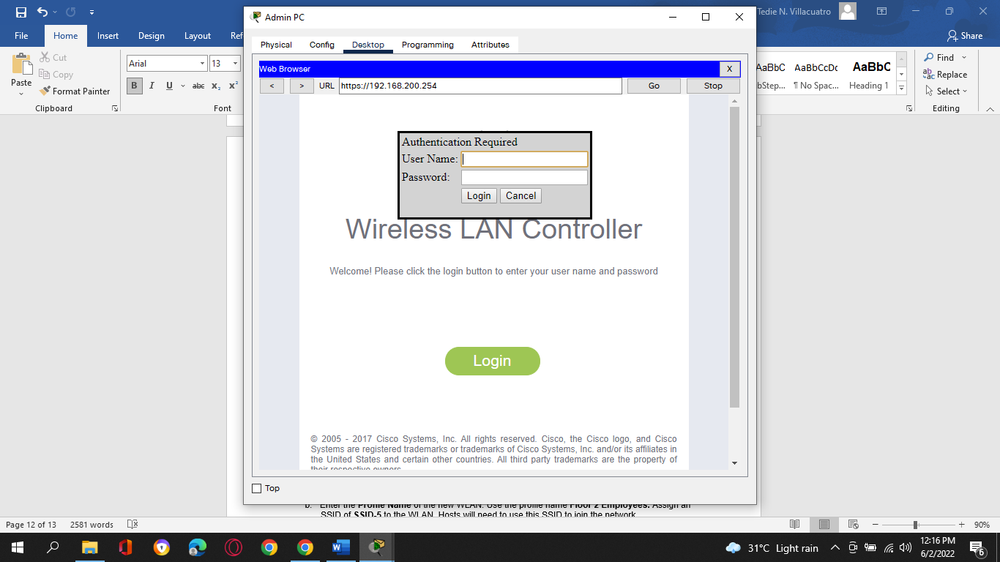 Admin PC
Tedie N. Villacuatro
File Home Insert Design Layout Ref
Share
Physical Config Desktop Programming Attributes
Paste
Cut
Copy
Format Painter
Clipboard
Arial 13
B I U abc x₂ x²
Font
Web Browser X
< > URL https://192.168.200.254 Go Stop
AaBbC AaBbCcDc AaBbC
bStep... ¶ No Spac... Heading 1
Find
Replace
Select
Editing
Authentication Required
User Name:
Password:
Login Cancel
Wireless LAN Controller
Welcome! Please click the login button to enter your user name and password
Login
© 2005 - 2017 Cisco Systems, Inc. All rights reserved. Cisco, the Cisco logo, and Cisco
Systems are registered trademarks or trademarks of Cisco Systems, Inc. and/or its affiliates in
the United States and certain other countries. All third party trademarks are the property of
their respective owners.
Top
b. Enter the Profile Name of the new WLAN. Use the profile name Floor 2 Employees. Assign an
SSID of SSID-5 to the WLAN. Hosts will need to use this SSID to join the network.
Page 12 of 13 2581 words 90%
31°C Light rain
12:16 PM
6/2/2022
6